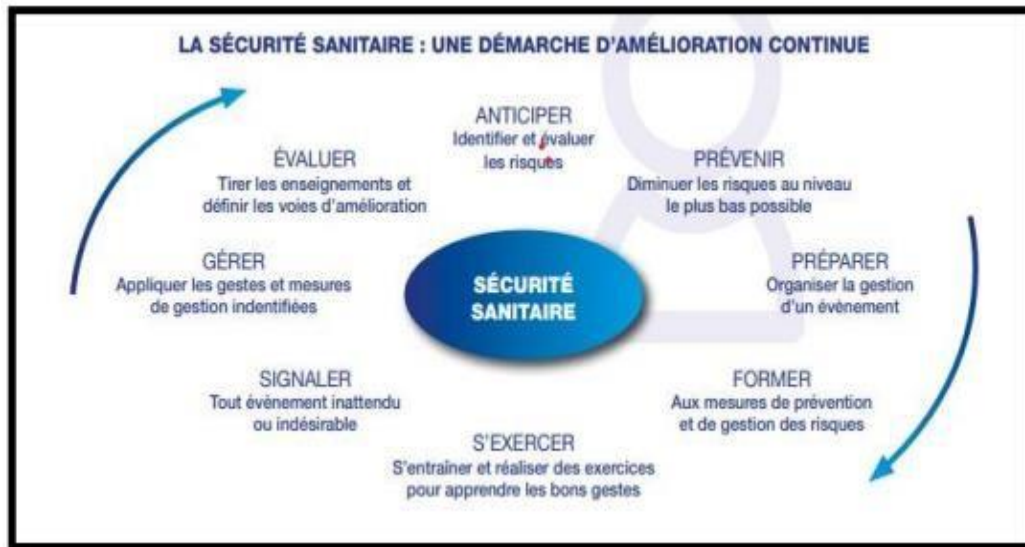 LA SÉCURITÉ SANITAIRE : UNE DÉMARCHE D'AMÉLIORATION CONTINUE
ANTICIPER
Identifier et évaluer
les risques
PRÉVENIR
Diminuer les risques au niveau
le plus bas possible
PRÉPARER
Organiser la gestion
d'un évènement
FORMER
Aux mesures de prévention
et de gestion des risques
S'EXERCER
S'entraîner et réaliser des exercices
pour apprendre les bons gestes
SIGNALER
Tout évènement inattendu
ou indésirable
GÉRER
Appliquer les gestes et mesures
de gestion indentifiées
ÉVALUER
Tirer les enseignements et
définir les voies d'amélioration
SÉCURITÉ
SANITAIRE